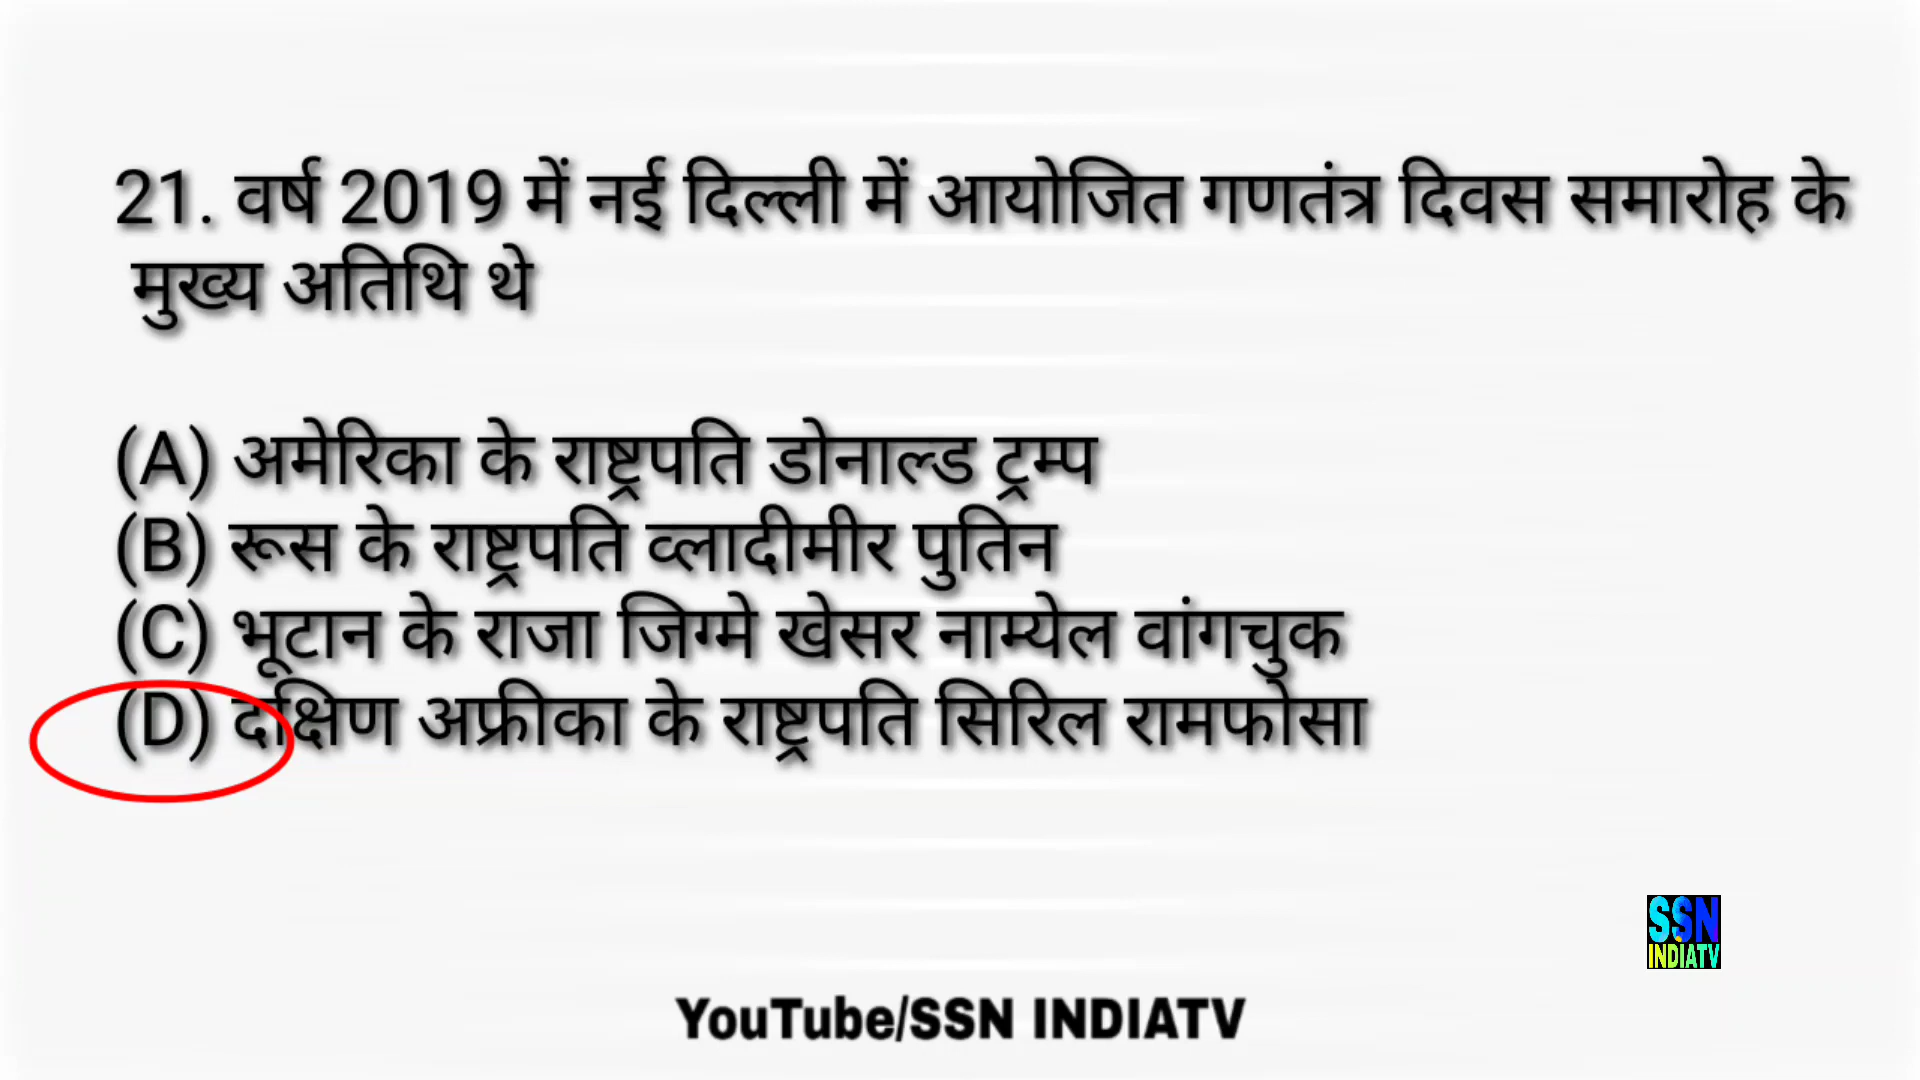 21. वर्ष 2019 में नई दिल्ली में आयोजित गणतंत्र दिवस समारोह के
मुख्य अतिथि थे
(A) अमेरिका के राष्ट्रपति डोनाल्ड ट्रम्प
(B) रूस के राष्ट्रपति व्लादीमीर पुतिन
(C) भूटान के राजा जिग्मे खेसर नाम्येल वांगचुक
(D) दक्षिण अफ्रीका के राष्ट्रपति सिरिल रामफोसा
SSN
INDIATV
YouTube/SSN INDIATV